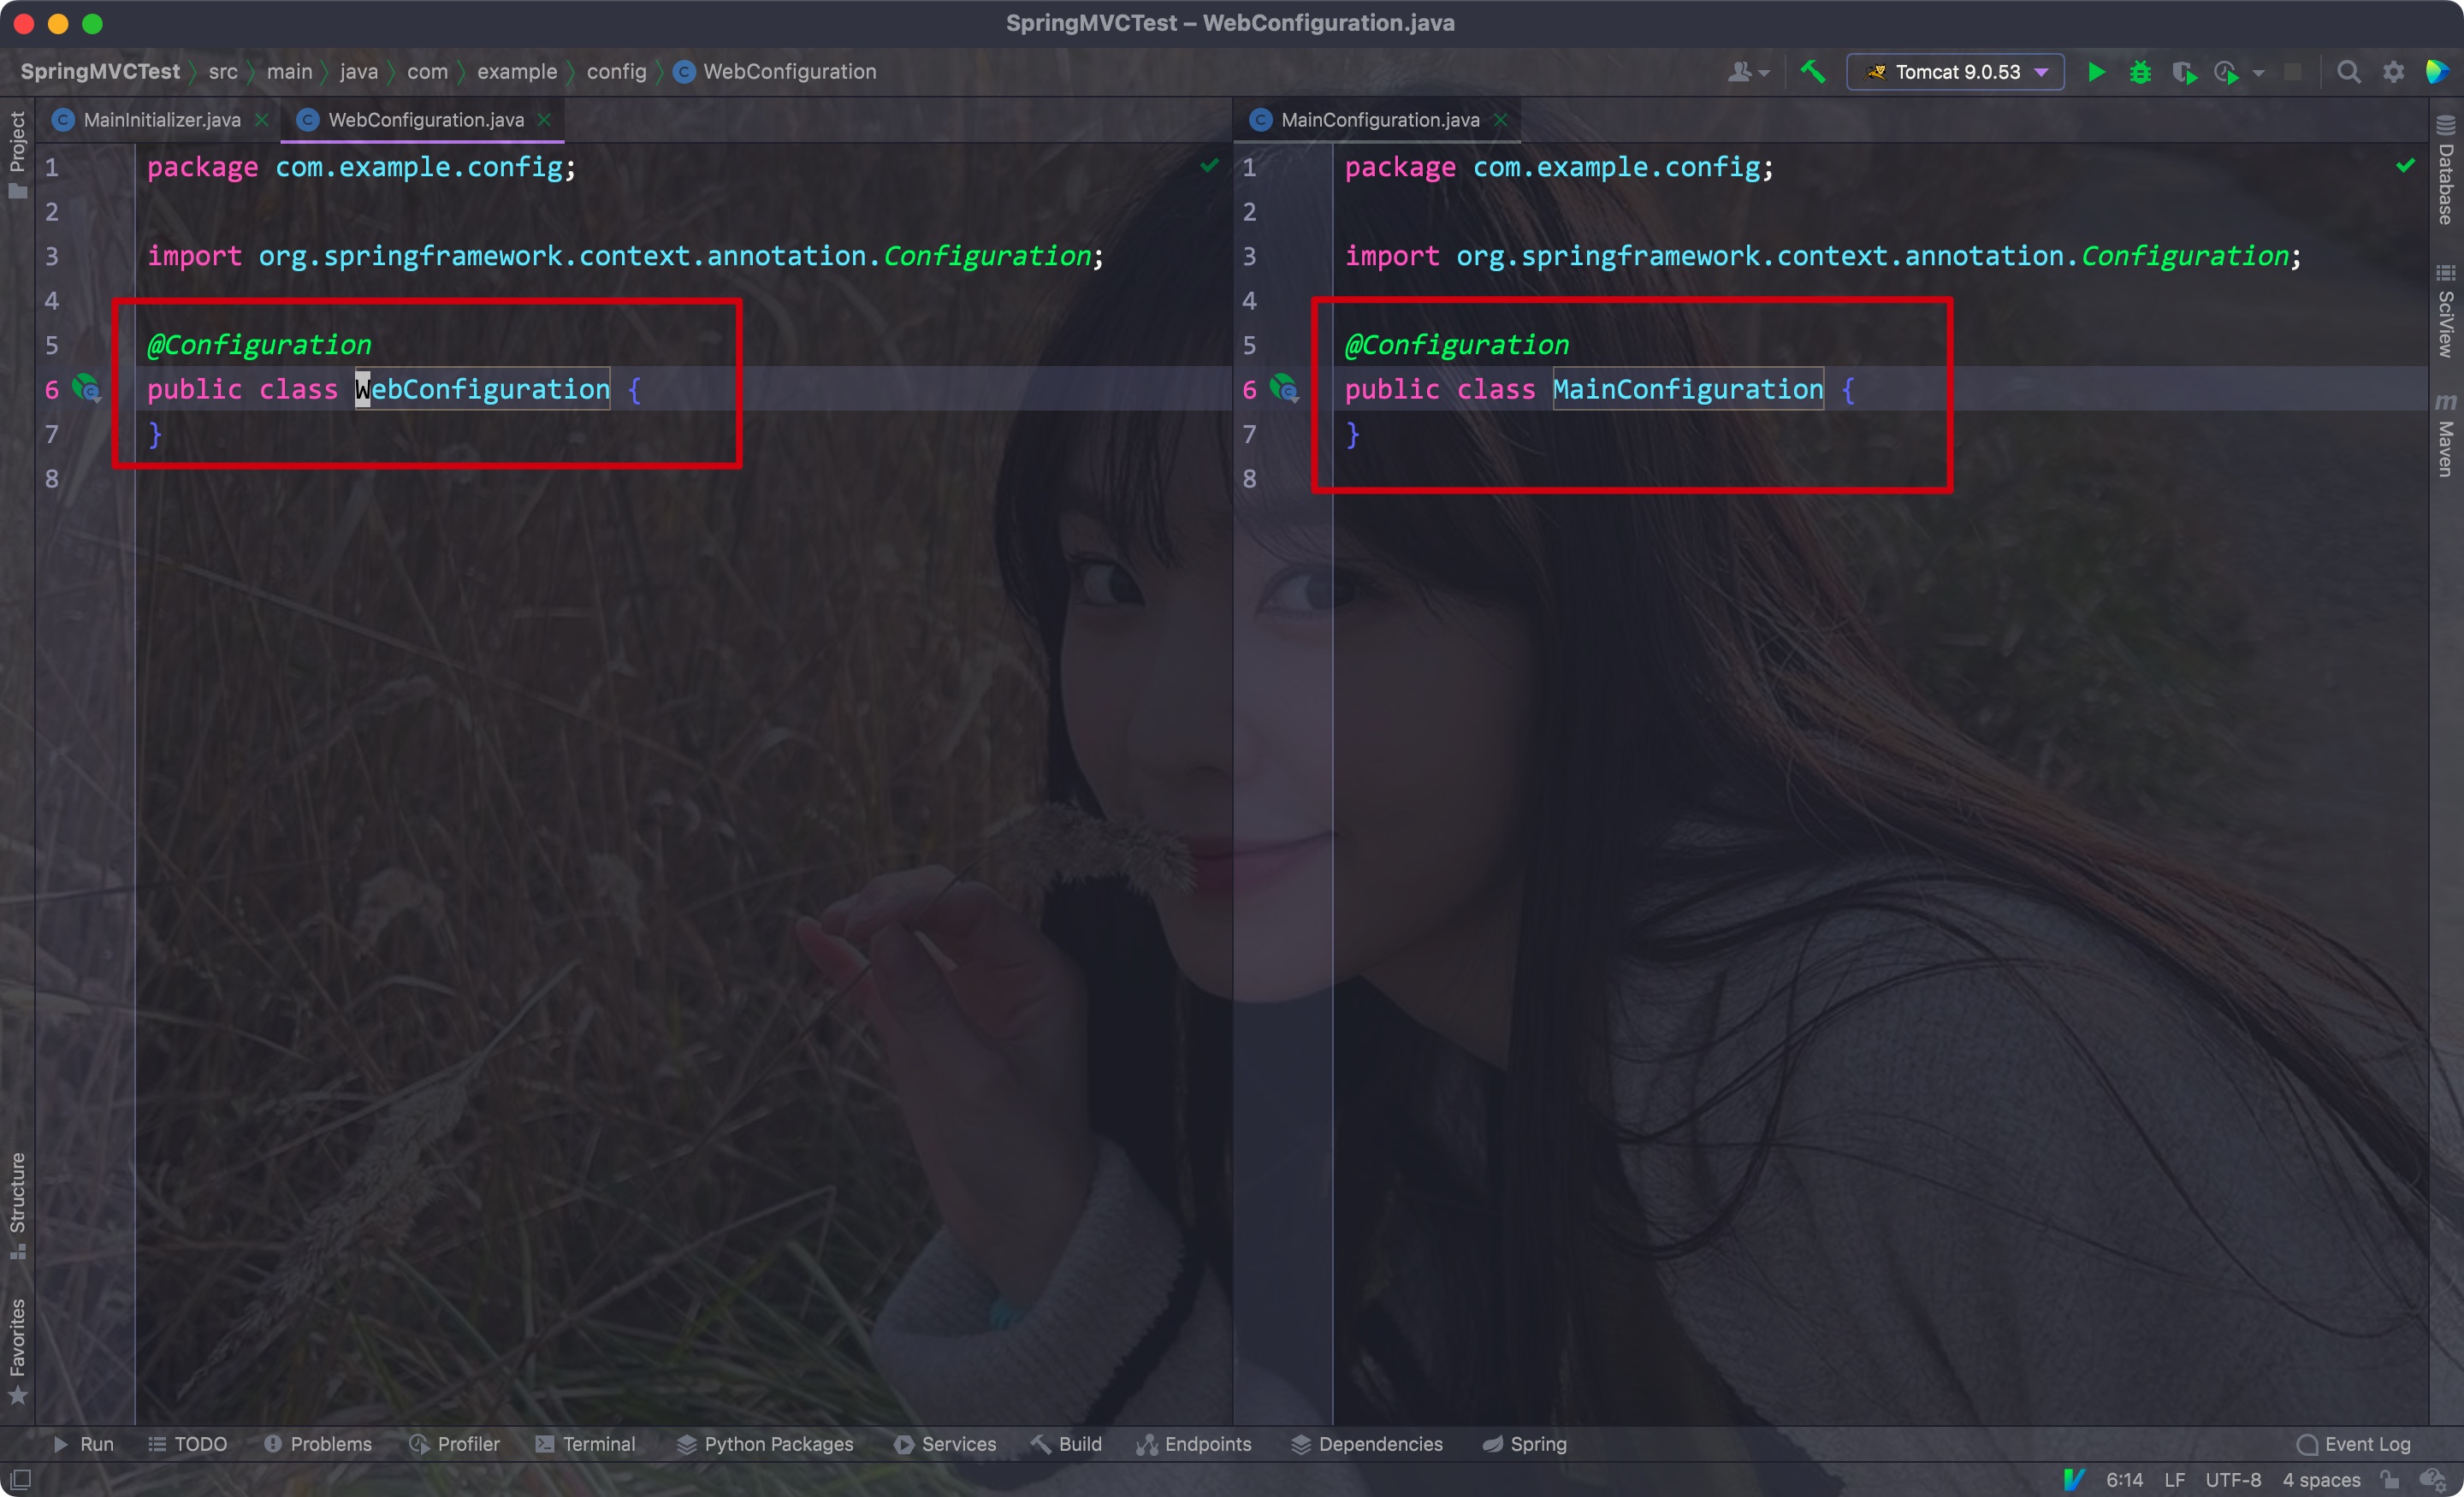 SpringMVCTest – WebConfiguration.java
SpringMVCTest src main java com example config C WebConfiguration
Tomcat 9.0.53
Project
C MainInitializer.java
C WebConfiguration.java
1 package com.example.config;
2
3 import org.springframework.context.annotation.Configuration;
4
5 @Configuration
6 public class WebConfiguration {
7 }
8
C MainConfiguration.java
1 package com.example.config;
2
3 import org.springframework.context.annotation.Configuration;
4
5 @Configuration
6 public class MainConfiguration {
7 }
8
Database
SciView
m Maven
Structure
Favorites
Run TODO Problems Profiler Terminal Python Packages Services Build Endpoints Dependencies Spring Event Log
6:14 LF UTF-8 4 spaces